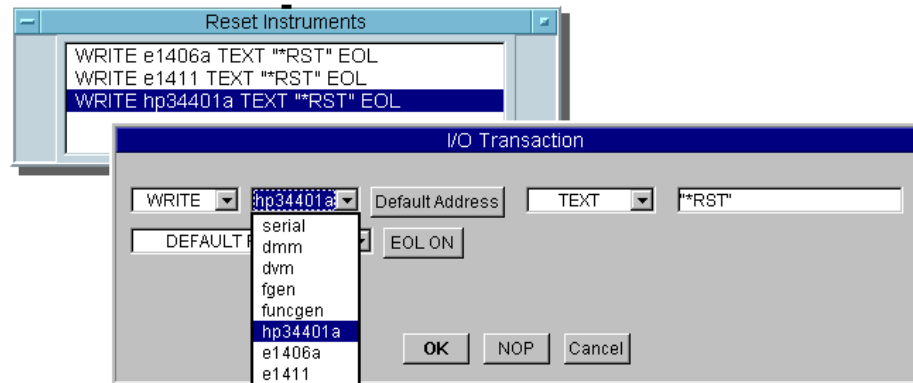 Reset Instruments
WRITE e1406a TEXT "*RST" EOL
WRITE e1411 TEXT "*RST" EOL
WRITE hp34401a TEXT "*RST" EOL
I/O Transaction
WRITE hp34401a Default Address TEXT "*RST"
DEFAULT EOL ON
serial
dmm
dvm
fgen
funcgen
hp34401a
e1406a
e1411
OK NOP Cancel